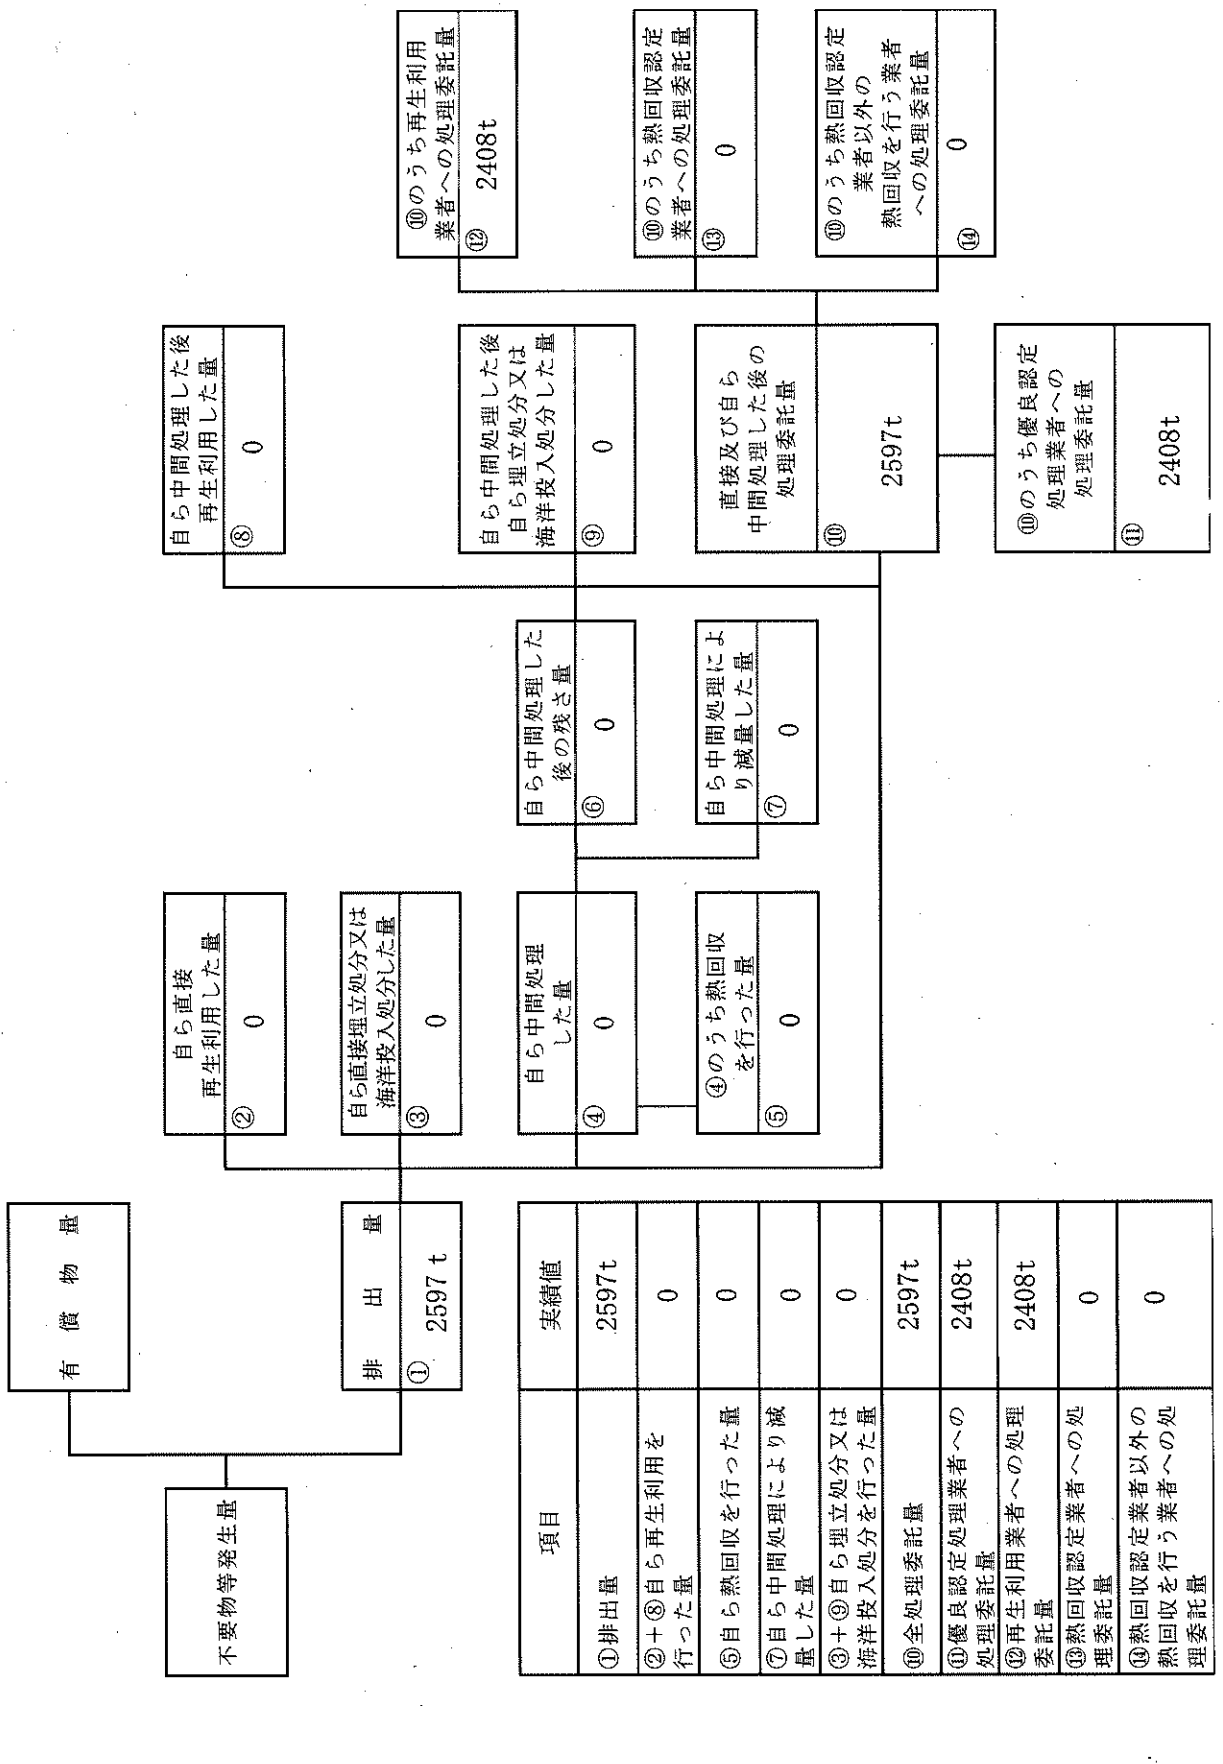 不要物等発生量
有償物量
排出量
① 2597 t
自ら直接
再生利用した量
② 0
自ら直接埋立処分又は
海洋投入処分した量
③ 0
自ら中間処理
した量
④ 0
④のうち熱回収
を行った量
⑤ 0
自ら中間処理した
後の残さ量
⑥ 0
自ら中間処理によ
り減量した量
⑦ 0
自ら中間処理した後
再生利用した量
⑧ 0
自ら中間処理した後
自ら埋立処分又は
海洋投入処分した量
⑨ 0
直接及び自ら
中間処理した後の
処理委託量
⑩ 2597t
⑩のうち優良認定
処理業者への
処理委託量
⑪ 2408t
⑩のうち再生利用
業者への処理委託量
⑫ 2408t
⑩のうち熱回収認定
業者への処理委託量
⑬ 0
⑩のうち熱回収認定
業者以外の
熱回収を行う業者
への処理委託量
⑭ 0
項目 実績値
①排出量 2597t
②+⑧自ら再生利用を
行った量 0
⑤自ら熱回収を行った量 0
⑦自ら中間処理により減
量した量 0
③+⑨自ら埋立処分又は
海洋投入処分を行った量 0
⑩全処理委託量 2597t
⑪優良認定処理業者への
処理委託量 2408t
⑫再生利用業者への処理
委託量 2408t
⑬熱回収認定業者への処
理委託量 0
⑭熱回収認定業者以外の
熱回収を行う業者への処
理委託量 0